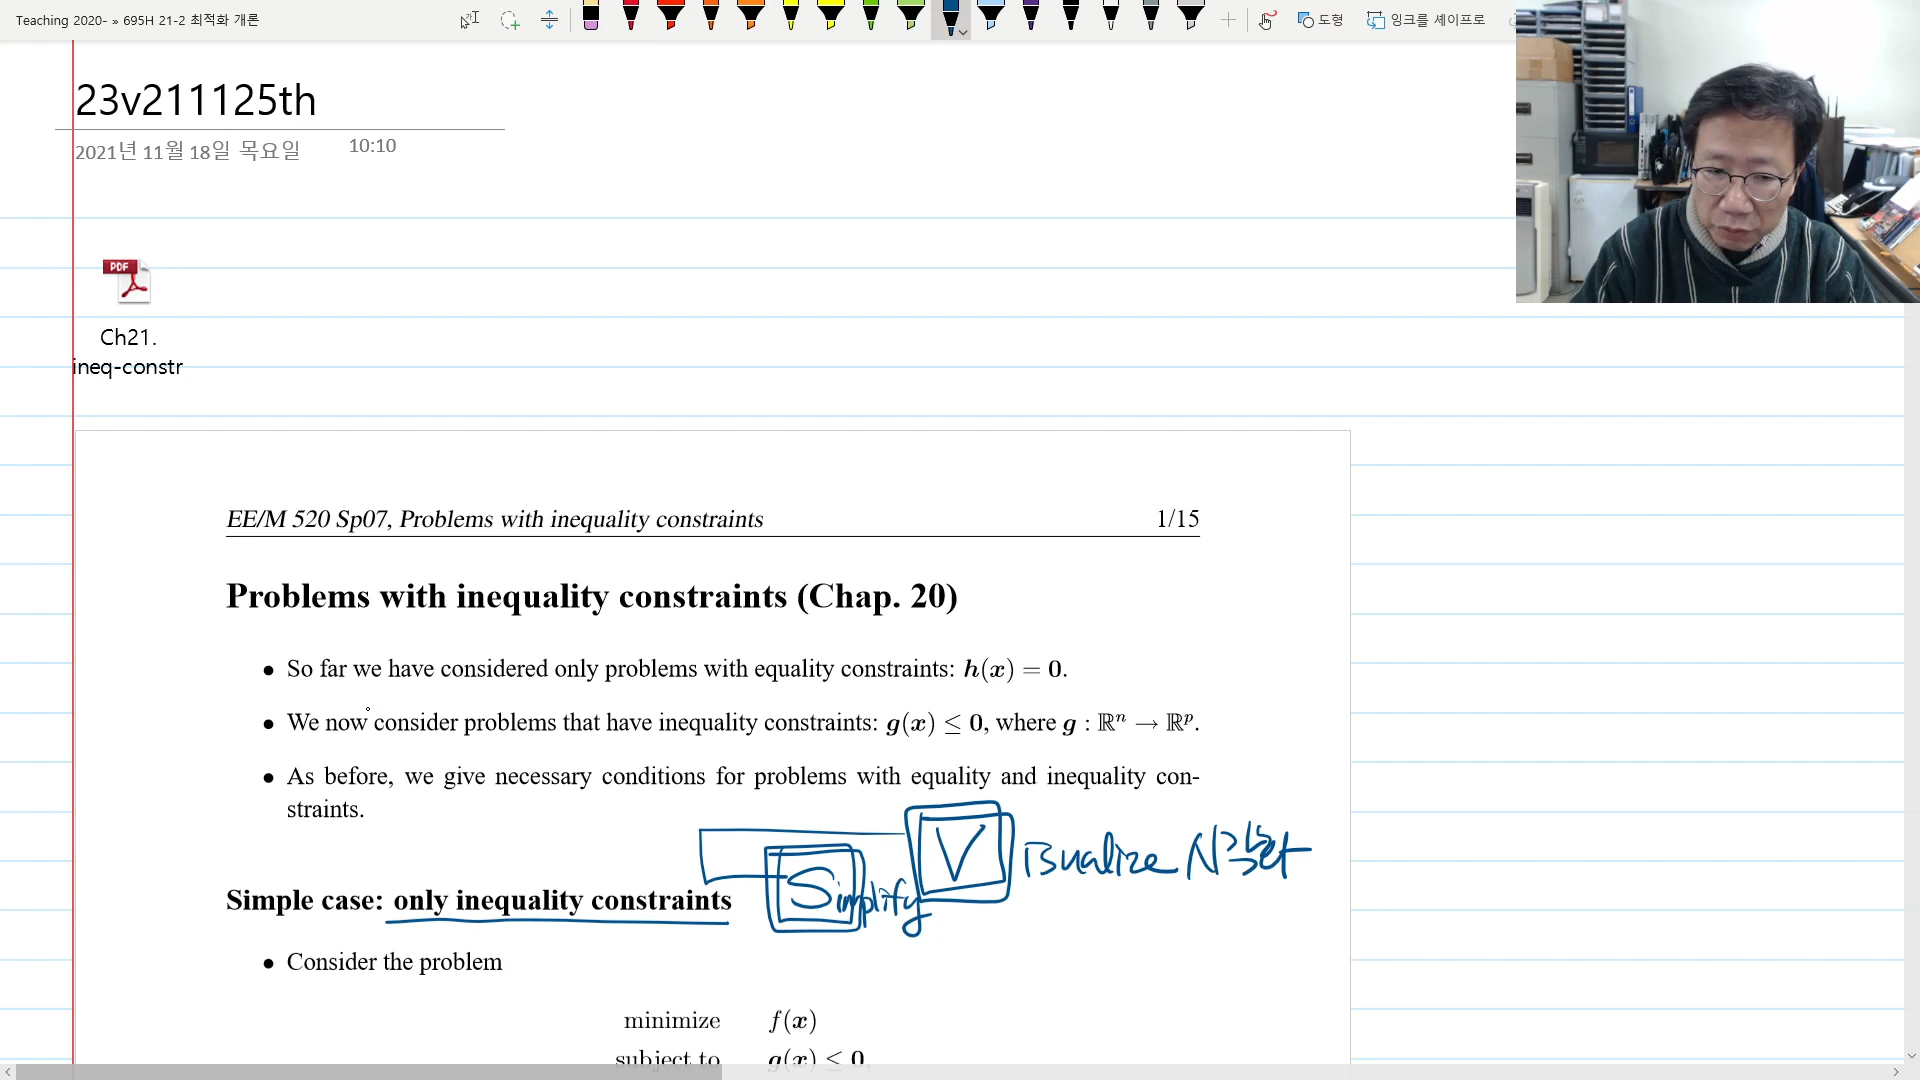 Teaching 2020- » 695H 21-2 최적화 개론
도형
잉크를 셰이프로
23v211125th
2021년 11월 18일 목요일 10:10
PDF
Ch21.
ineq-constr
EE/M 520 Sp07, Problems with inequality constraints 1/15
Problems with inequality constraints (Chap. 20)
• So far we have considered only problems with equality constraints: h(x) = 0.
• We now consider problems that have inequality constraints: g(x) ≤ 0, where g : ℝⁿ → ℝᵖ.
• As before, we give necessary conditions for problems with equality and inequality con-
straints.
V isualize
Simple case: only inequality constraints Simplify
• Consider the problem
minimize f(x)
subject to g(x) ≤ 0,